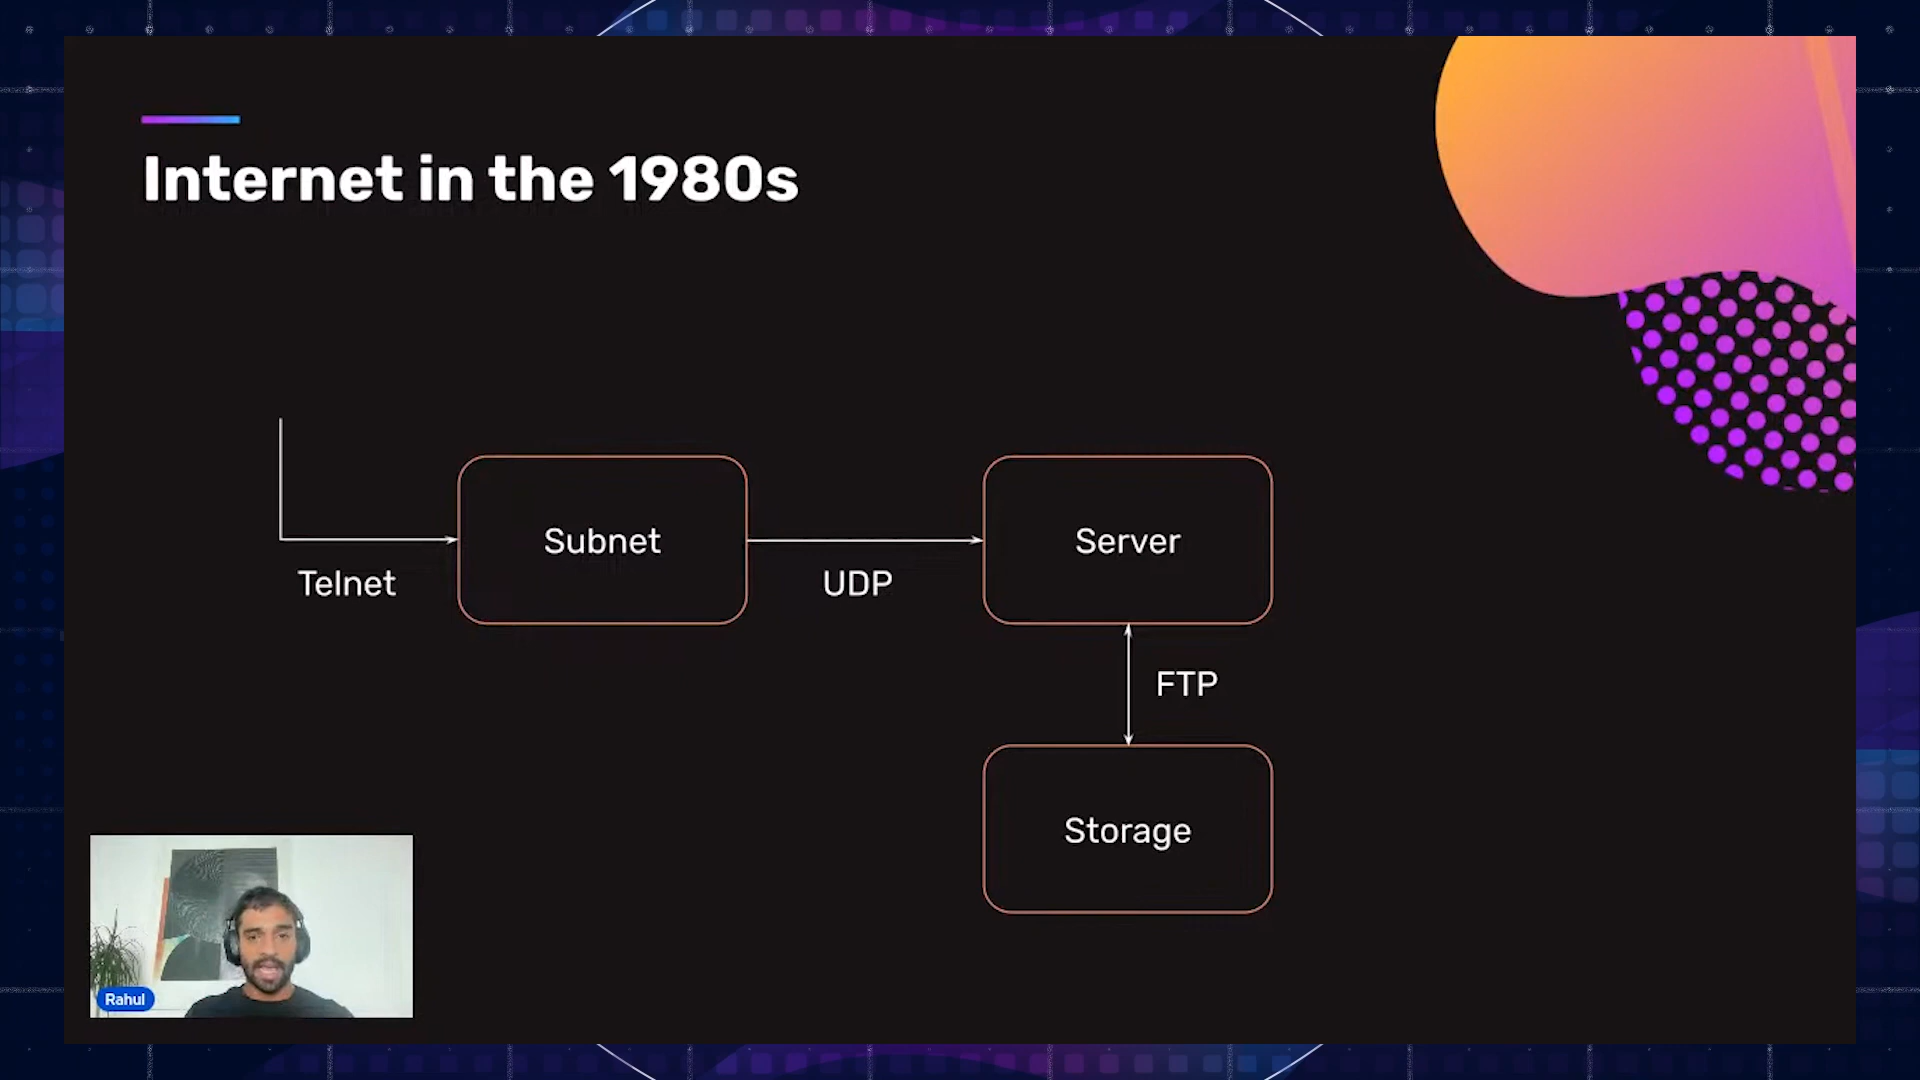 Internet in the 1980s
Subnet
Server
Telnet
UDP
FTP
Storage
Rahul